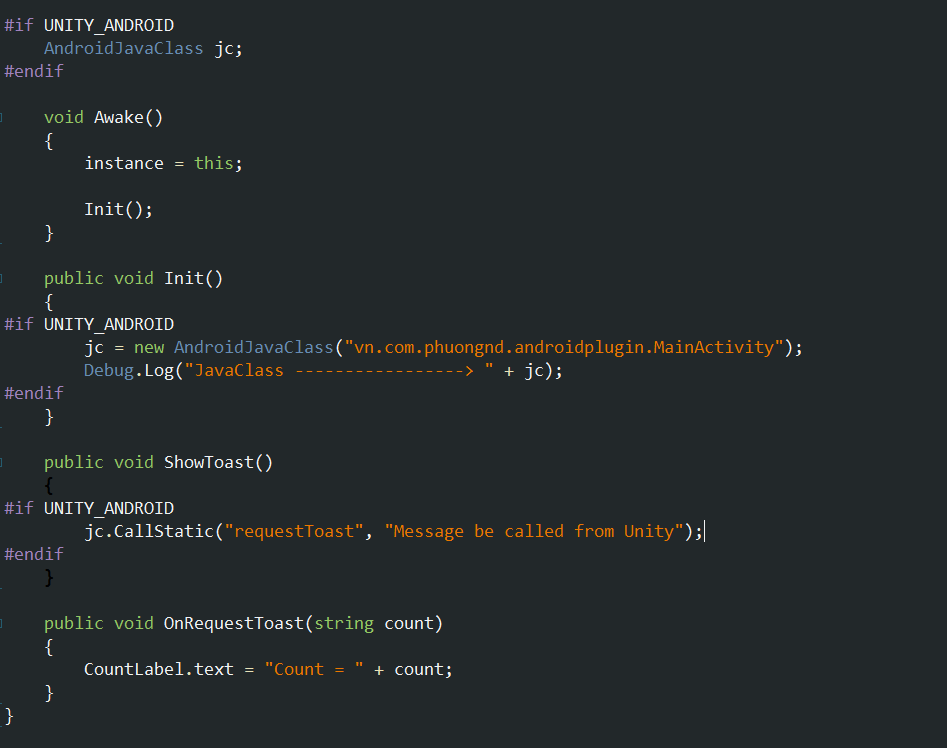 #if UNITY_ANDROID
    AndroidJavaClass jc;
#endif
    void Awake()
    {
        instance = this;
        Init();
    }
    public void Init()
    {
#if UNITY_ANDROID
        jc = new AndroidJavaClass("vn.com.phuongnd.androidplugin.MainActivity");
        Debug.Log("JavaClass -----------------> " + jc);
#endif
    }
    public void ShowToast()
    {
#if UNITY_ANDROID
        jc.CallStatic("requestToast", "Message be called from Unity");
#endif
    }
    public void OnRequestToast(string count)
    {
        CountLabel.text = "Count = " + count;
    }
}